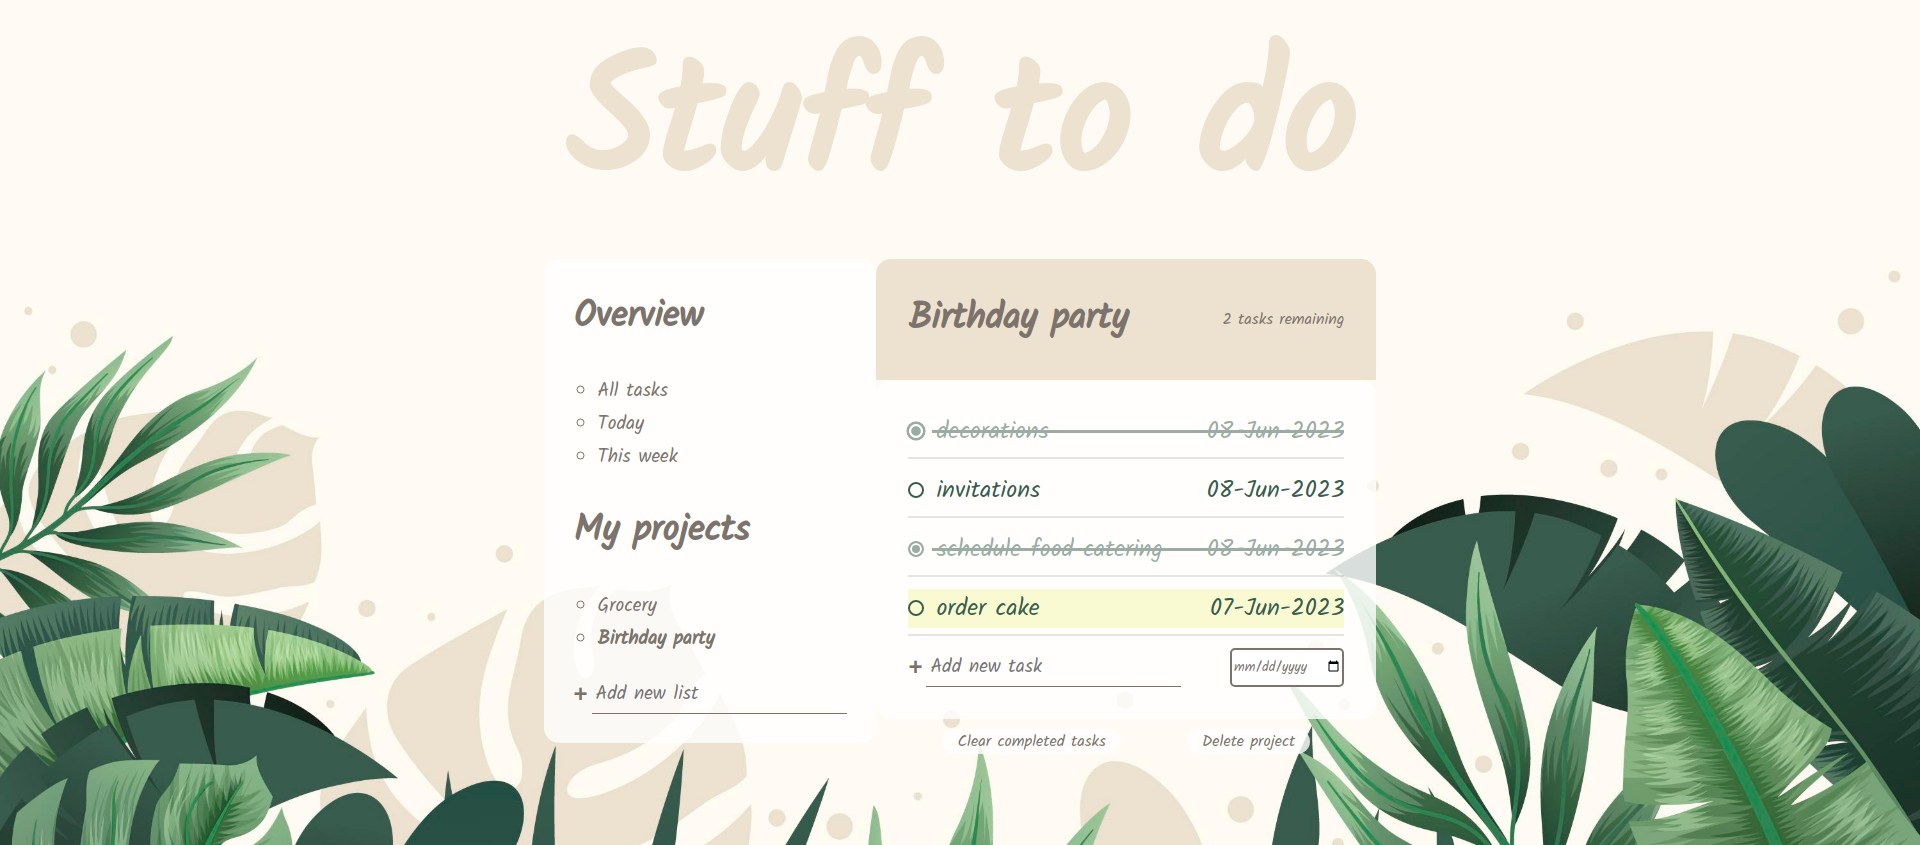 Stuff to do
Overview
All tasks
Today
This week
My projects
Grocery
Birthday party
+ Add new list
Birthday party
2 tasks remaining
decorations 08-Jun-2023
invitations 08-Jun-2023
schedule food catering 08-Jun-2023
order cake 07-Jun-2023
+ Add new task mm/dd/yyyy
Clear completed tasks Delete project